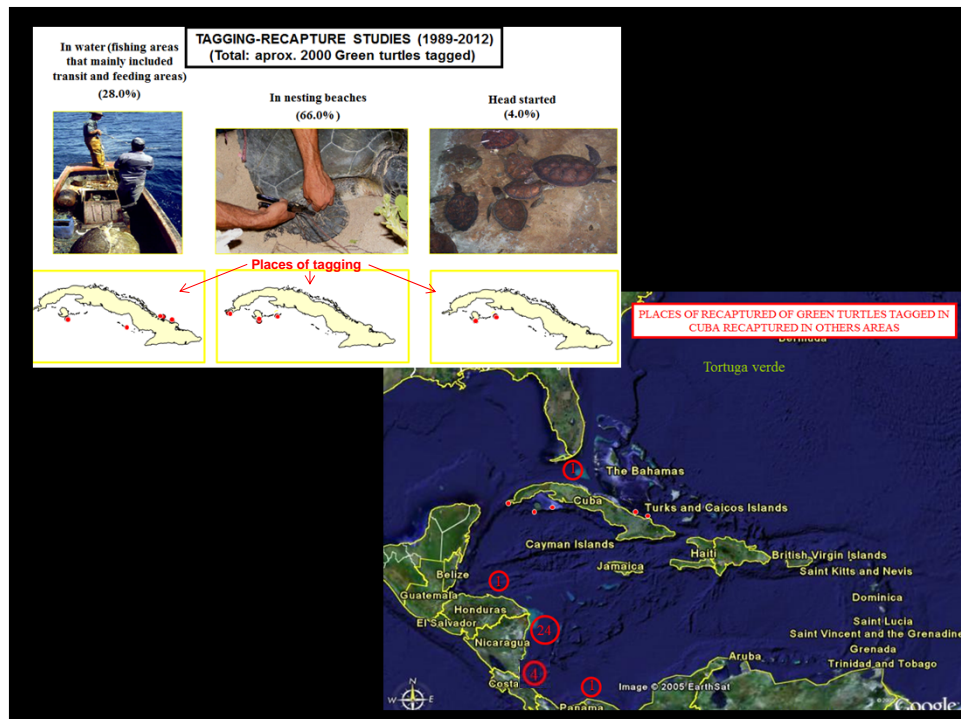 TAGGING-RECAPTURE STUDIES (1989-2012)
(Total: aprox. 2000 Green turtles tagged)
In water (fishing areas
that mainly included
transit and feeding areas)
(28.0%)
In nesting beaches
(66.0%)
Head started
(4.0%)
Places of tagging
PLACES OF RECAPTURED OF GREEN TURTLES TAGGED IN
CUBA RECAPTURED IN OTHERS AREAS
Bermuda
Tortuga verde
1
The Bahamas
Cuba
Turks and Caicos Islands
Cayman Islands
Haiti
British Virgin Islands
Jamaica
Saint Kitts and Nevis
Belize
1
Guatemala
Dominica
Honduras
El Salvador
Saint Lucia
24
Saint Vincent and the Grenadine
Nicaragua
Grenada
Aruba
Trinidad and Tobago
4
Costa
1
Image © 2005 EarthSat
N
W E
S
Panama
Google